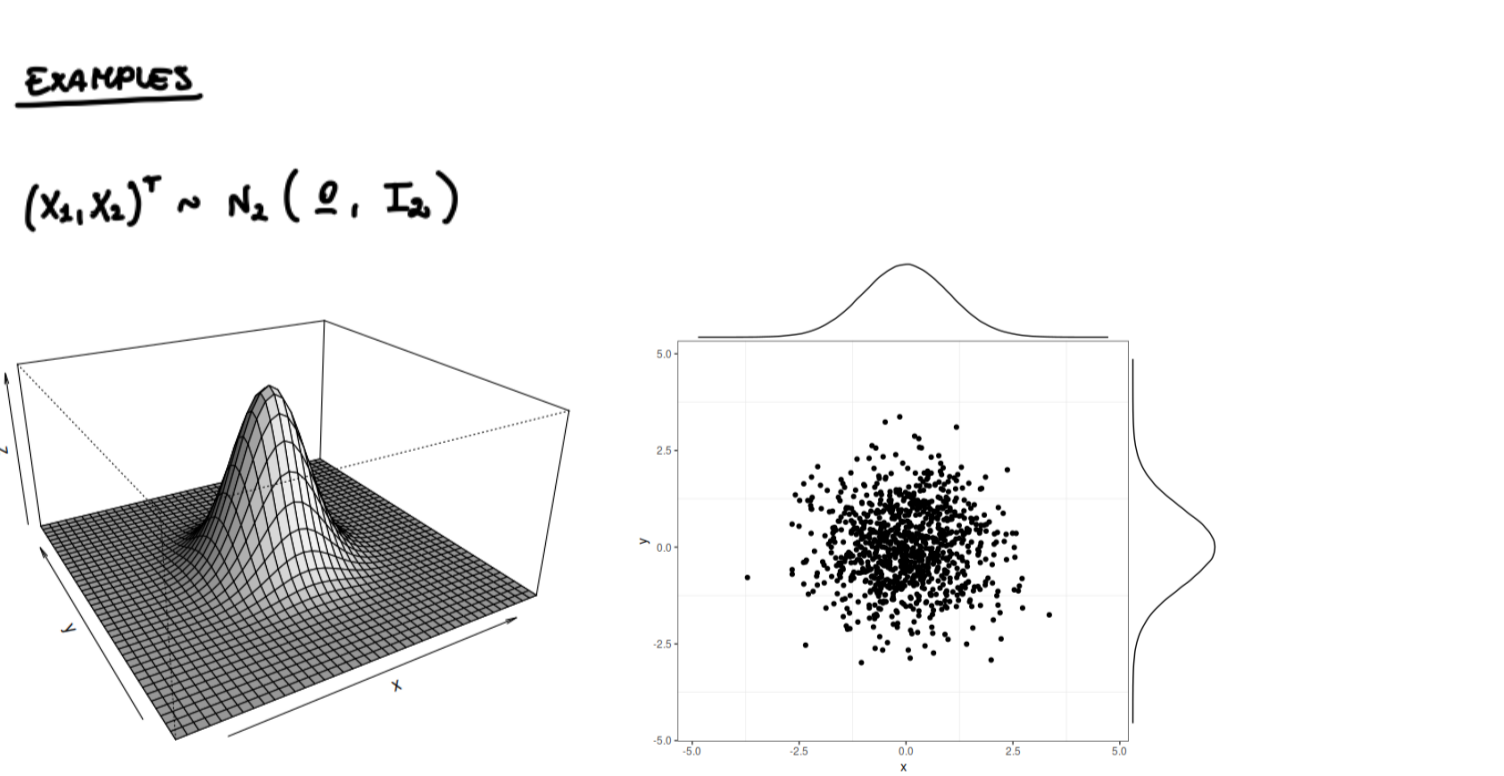 EXAMPLES
(X₁, X₂)ᵀ ~ N₂ (0, I₂)
z
y
x
5.0
2.5
0.0
-2.5
-5.0
y
-5.0 -2.5 0.0 2.5 5.0
x